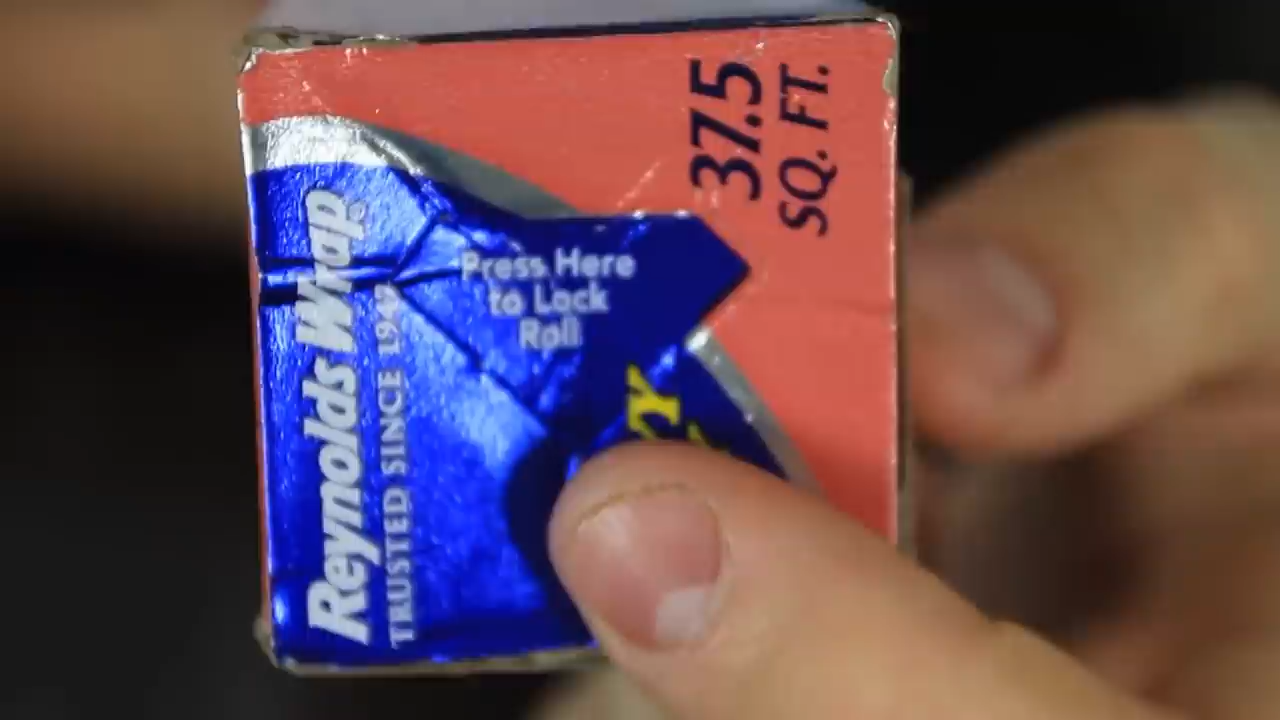 Reynolds Wrap®
TRUSTED SINCE 1947
Press Here
to Lock
Roll
37.5
SQ. FT.